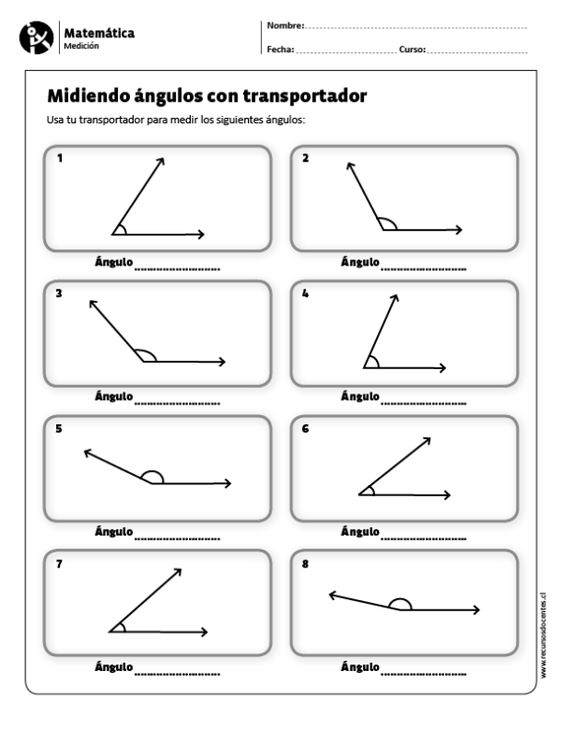 Matemática
Medición
Nombre:
Fecha: Curso:
Midiendo ángulos con transportador
Usa tu transportador para medir los siguientes ángulos:
1 2
Ángulo Ángulo
3 4
Ángulo Ángulo
5 6
Ángulo Ángulo
7 8
Ángulo Ángulo
www.recursosdocentes.cl